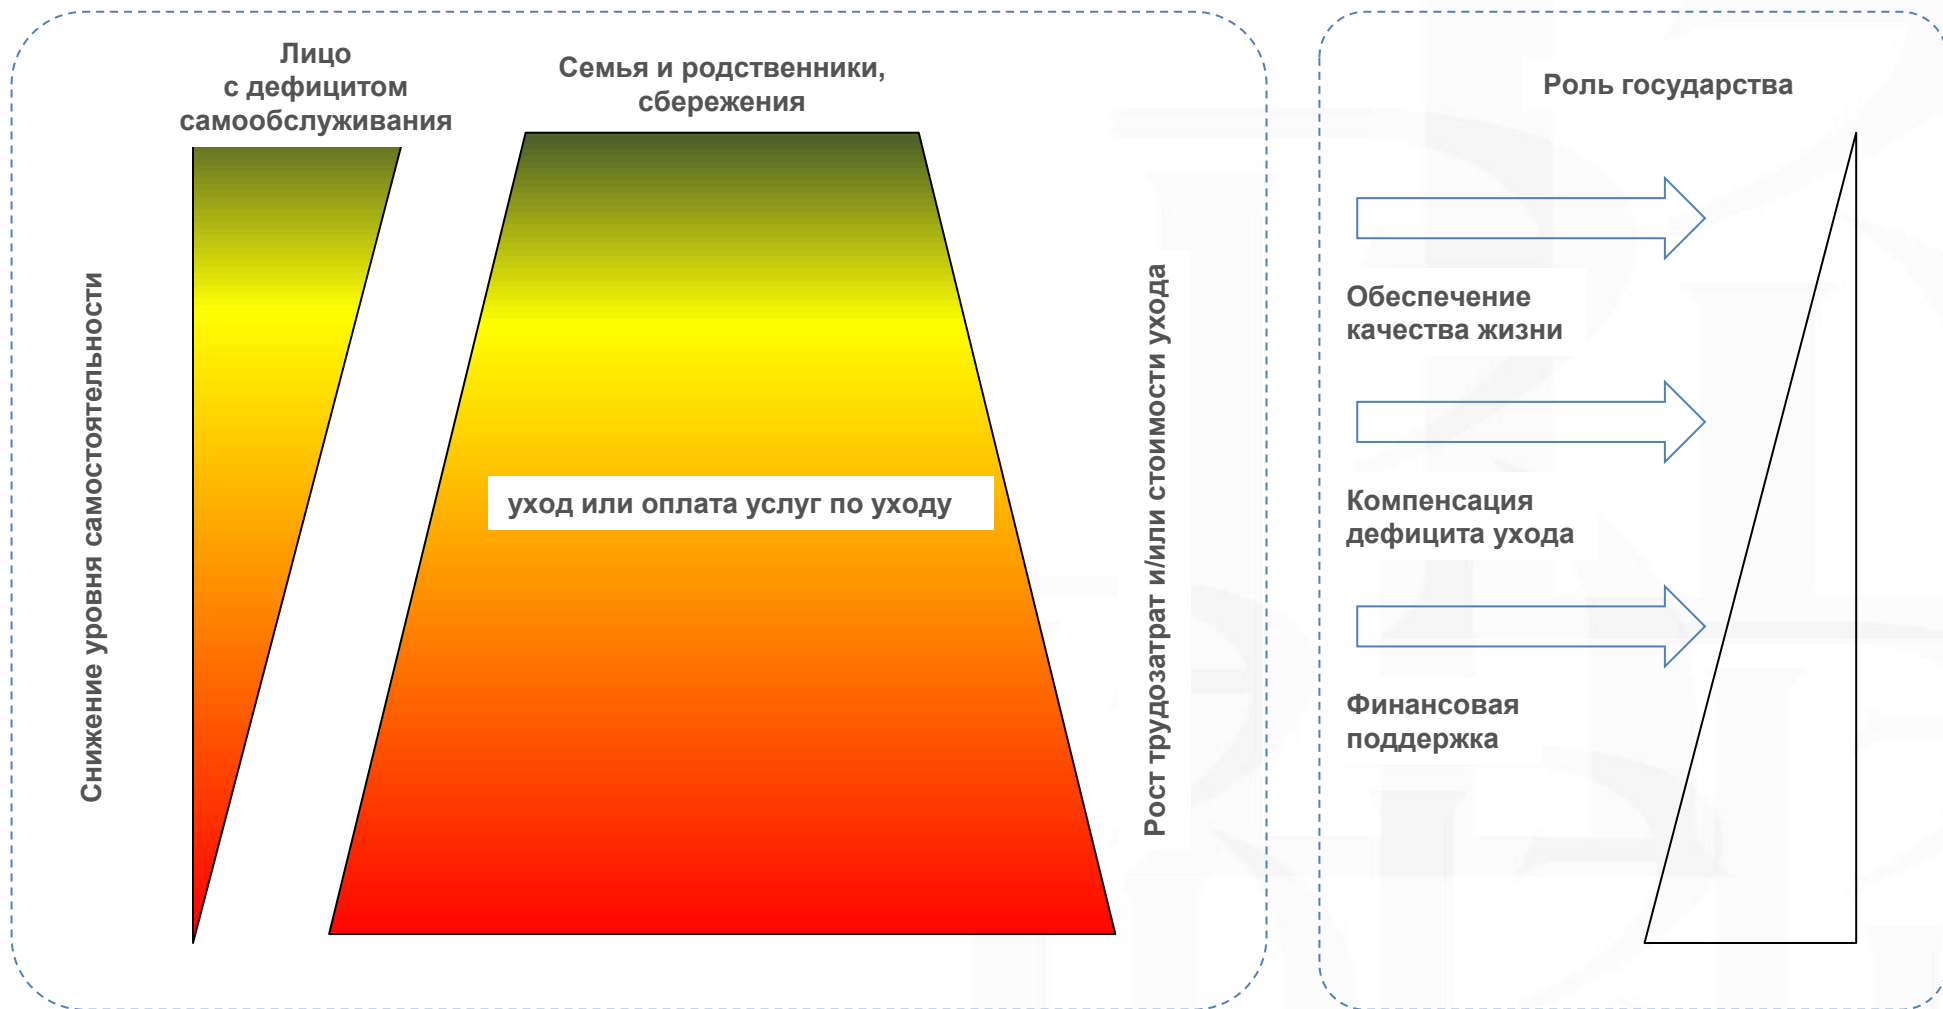 Лицо
с дефицитом
самообслуживания
Семья и родственники,
сбережения
Снижение уровня самостоятельности
уход или оплата услуг по уходу
Рост трудозатрат и/или стоимости ухода
Роль государства
Обеспечение
качества жизни
Компенсация
дефицита ухода
Финансовая
поддержка